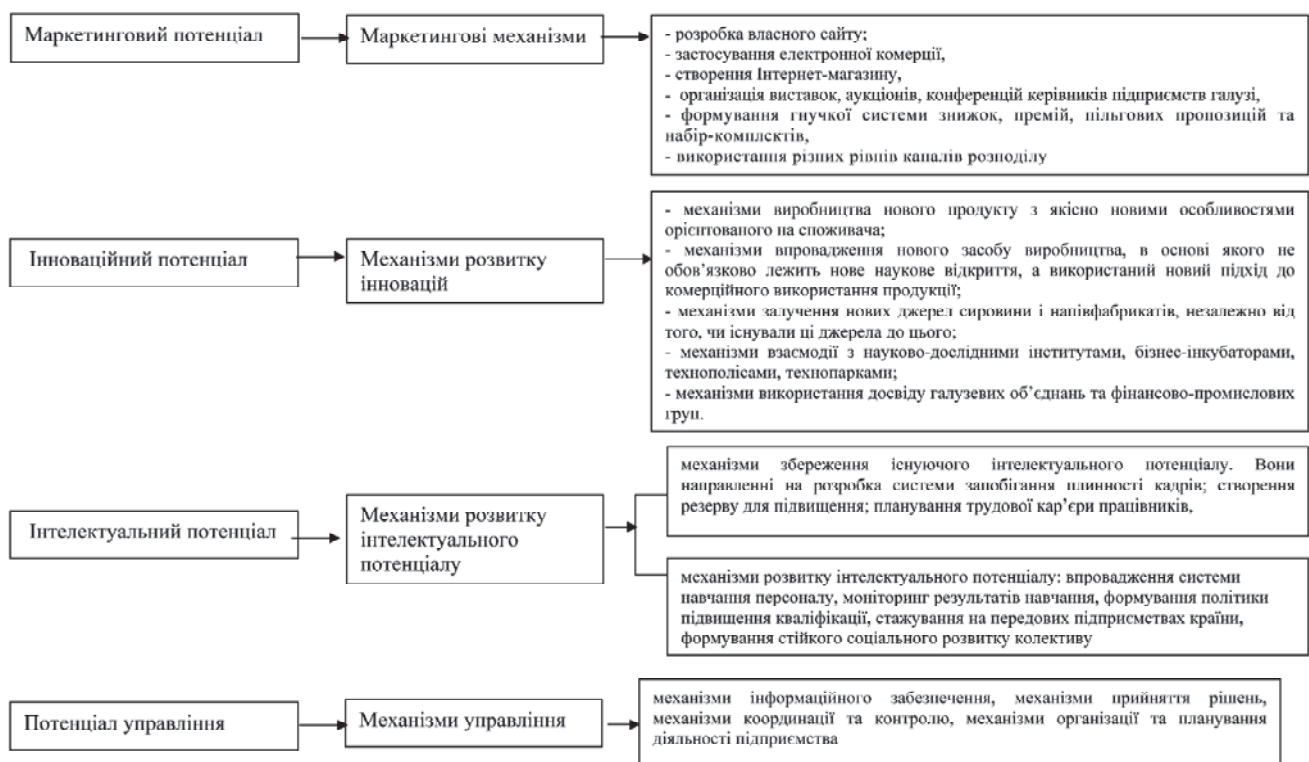 Маркетинговий потенціал
Маркетингові механізми
- розробка власного сайту;
- застосування електронної комерції,
- створення Інтернет-магазину,
- організація виставок, аукціонів, конференцій керівників підприємств галузі,
- формування гнучкої системи знижок, премій, пільгових пропозицій та
набір-комплєктів,
- використання різних рівнів каналів розподілу
Інноваційний потенціал
Механізми розвитку
інновацій
- механізми виробництва нового продукту з якісно новими особливостями
орієнтованого на споживача;
- механізми впровадження нового засобу виробництва, в основі якого не
обов’язково лежить нове наукове відкриття, а використаний новий підхід до
комерційного використання продукції;
- механізми залучення нових джерел сировини і напівфабрикатів, незалежно від
того, чи існували ці джерела до цього;
- механізми взаємодії з науково-дослідними інститутами, бізнес-інкубаторами,
технополісами, технопарками;
- механізми використання досвіду галузевих об’єднань та фінансово-промислових
груп.
Інтелектуальний потенціал
Механізми розвитку
інтелектуального
потенціалу
механізми збереження існуючого інтелектуального потенціалу. Вони
направленні на розробка системи запобігання плинності кадрів; створення
резерву для підвищення; планування трудової кар’єри працівників,
механізми розвитку інтелектуального потенціалу: впровадження системи
навчання персоналу, моніторинг результатів навчання, формування політики
підвищення кваліфікації, стажування на передових підприємствах країни,
формування стійкого соціального розвитку колективу
Потенціал управління
Механізми управління
механізми інформаційного забезпечення, механізми прийняття рішень,
механізми координації та контролю, механізми організації та планування
діяльності підприємства